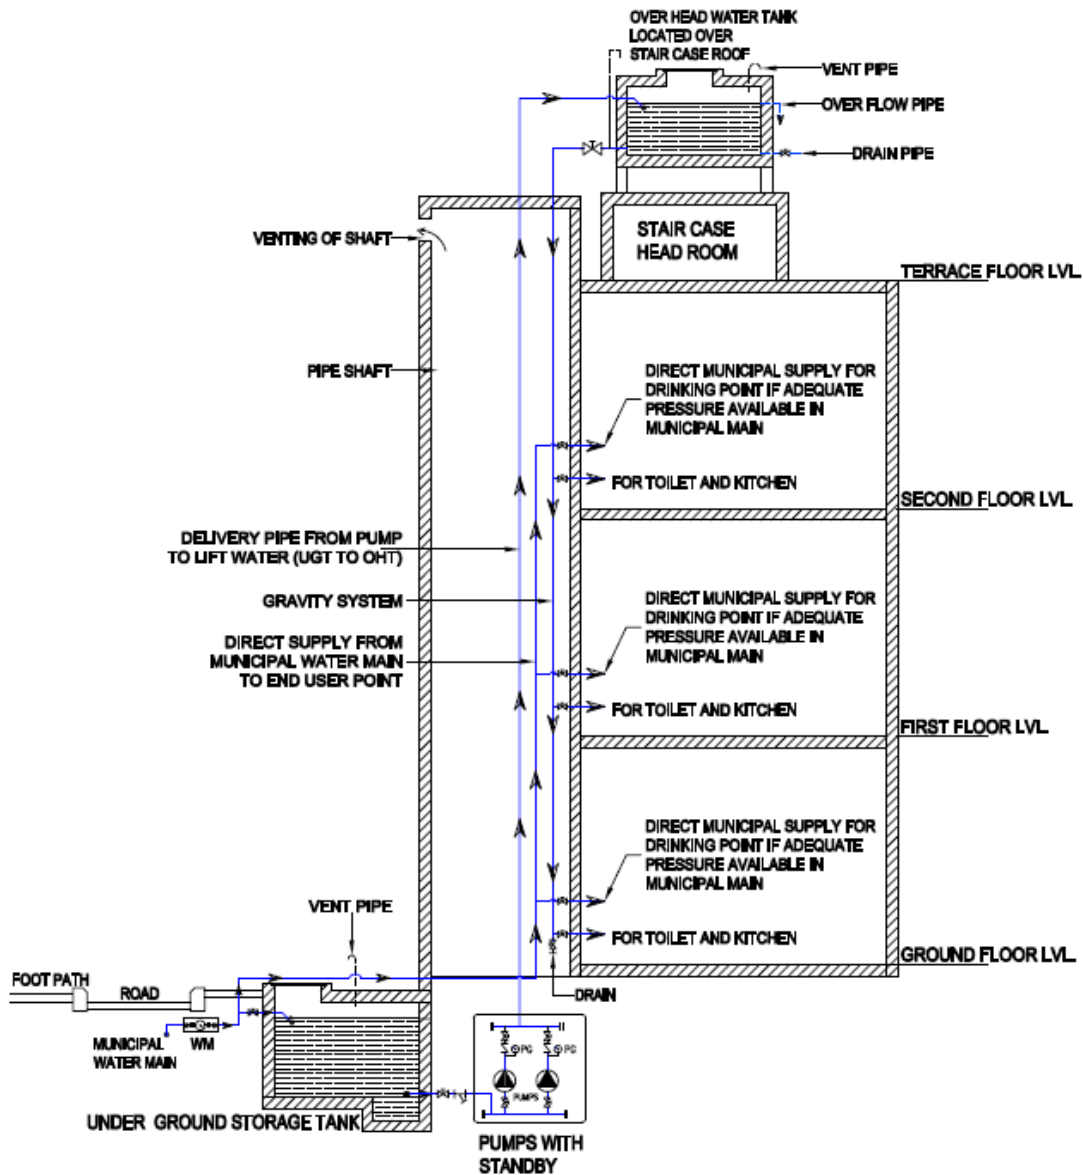 OVER HEAD WATER TANK
LOCATED OVER
STAIR CASE ROOF
VENT PIPE
OVER FLOW PIPE
DRAIN PIPE
STAIR CASE
HEAD ROOM
VENTING OF SHAFT
TERRACE FLOOR LVL.
PIPE SHAFT
DIRECT MUNICIPAL SUPPLY FOR
DRINKING POINT IF ADEQUATE
PRESSURE AVAILABLE IN
MUNICIPAL MAIN
FOR TOILET AND KITCHEN
SECOND FLOOR LVL.
DELIVERY PIPE FROM PUMP
TO LIFT WATER (UGT TO OHT)
GRAVITY SYSTEM
DIRECT SUPPLY FROM
MUNICIPAL WATER MAIN
TO END USER POINT
DIRECT MUNICIPAL SUPPLY FOR
DRINKING POINT IF ADEQUATE
PRESSURE AVAILABLE IN
MUNICIPAL MAIN
FOR TOILET AND KITCHEN
FIRST FLOOR LVL.
DIRECT MUNICIPAL SUPPLY FOR
DRINKING POINT IF ADEQUATE
PRESSURE AVAILABLE IN
MUNICIPAL MAIN
FOR TOILET AND KITCHEN
GROUND FLOOR LVL.
VENT PIPE
FOOT PATH
ROAD
DRAIN
MUNICIPAL
WATER MAIN
WM
PG
PG
PUMPS
UNDER GROUND STORAGE TANK
PUMPS WITH
STANDBY